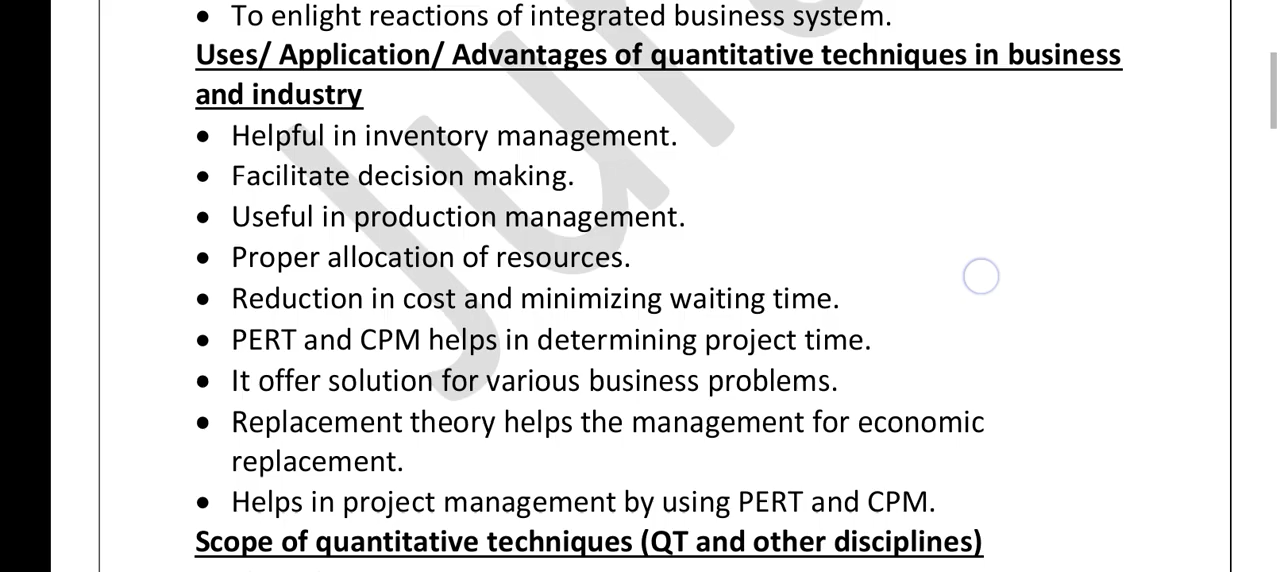 • To enlight reactions of integrated business system.
Uses/ Application/ Advantages of quantitative techniques in business
and industry
• Helpful in inventory management.
• Facilitate decision making.
• Useful in production management.
• Proper allocation of resources.
• Reduction in cost and minimizing waiting time.
• PERT and CPM helps in determining project time.
• It offer solution for various business problems.
• Replacement theory helps the management for economic
replacement.
• Helps in project management by using PERT and CPM.
Scope of quantitative techniques (QT and other disciplines)